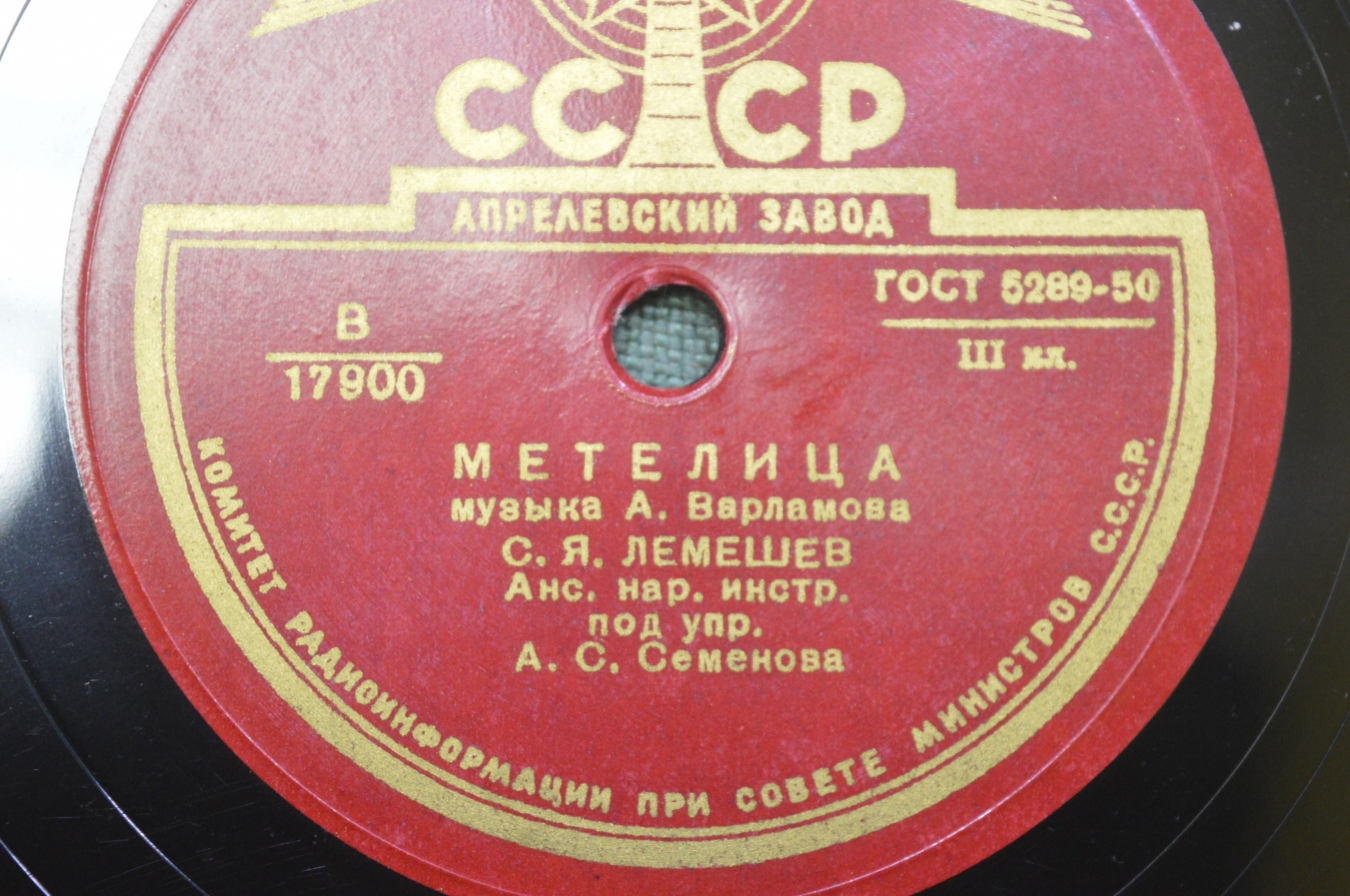 СССР
АПРЕЛЕВСКИЙ ЗАВОД
В
17900
ГОСТ 5289-50
III кл.
МЕТЕЛИЦА
музыка А. Варламова
С. Я. ЛЕМЕШЕВ
Анс. нар. инстр.
под упр.
А. С. Семенова
КОМИТЕТ РАДИОИНФОРМАЦИИ ПРИ СОВЕТЕ МИНИСТРОВ С.С.С.Р.